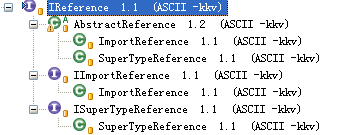 IReference 1.1 (ASCII -kkv)
AbstractReference 1.2 (ASCII -kkv)
ImportReference 1.1 (ASCII -kkv)
SuperTypeReference 1.1 (ASCII -kkv)
IImportReference 1.1 (ASCII -kkv)
ImportReference 1.1 (ASCII -kkv)
ISuperTypeReference 1.1 (ASCII -kkv)
SuperTypeReference 1.1 (ASCII -kkv)